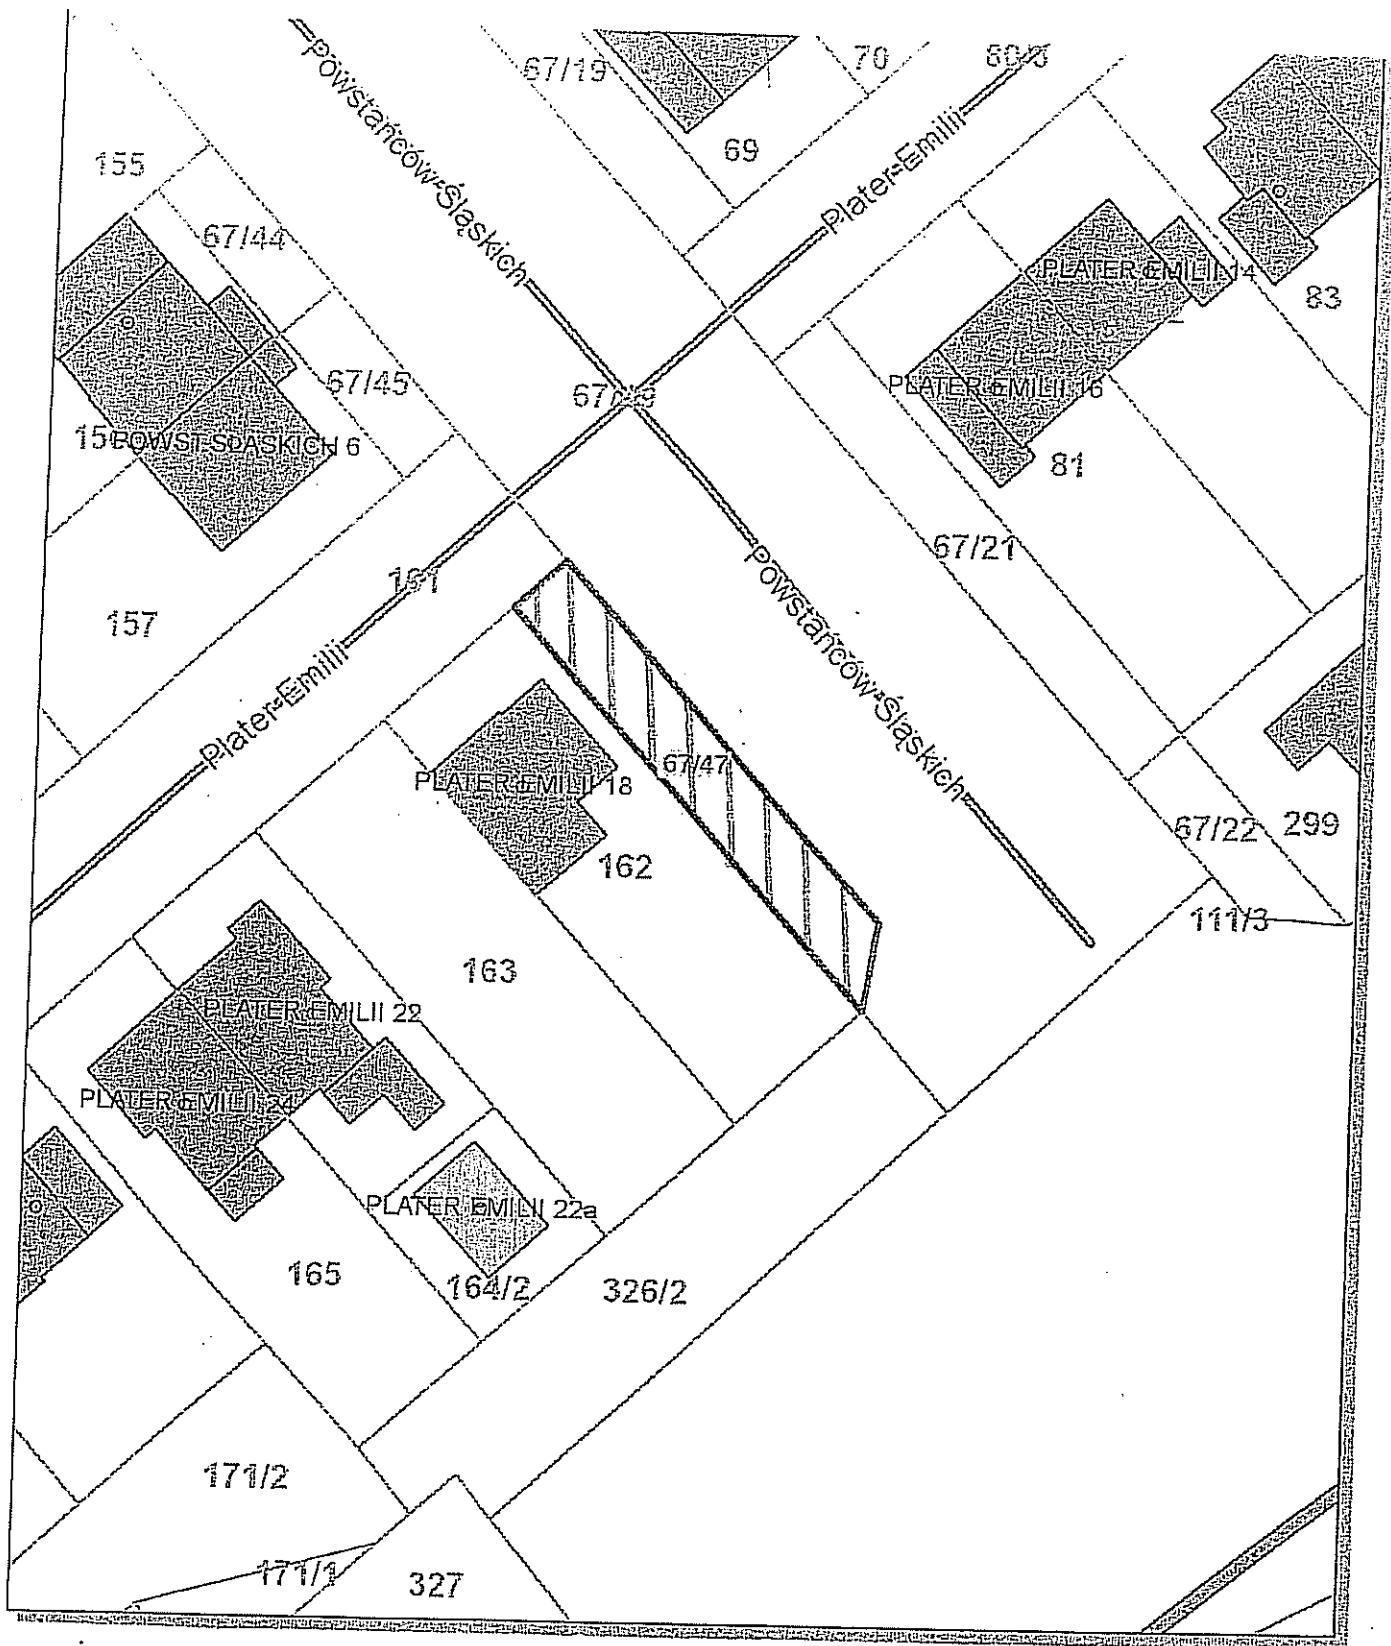 67/19
70
80/5
Powstańców-Śląskich
69
Plater-Emilii
155
67/44
PLATER EMILII 14
83
67/45
PLATER EMILII 16
POWST SLASKICH 6
81
67/21
161
157
Powstańców-Śląskich
Plater-Emilii
67/47
PLATER EMILII 18
67/22
299
162
111/3
163
PLATER EMILII 22
PLATER EMILII 24
PLATER EMILII 22a
165
164/2
326/2
171/2
171/1
327